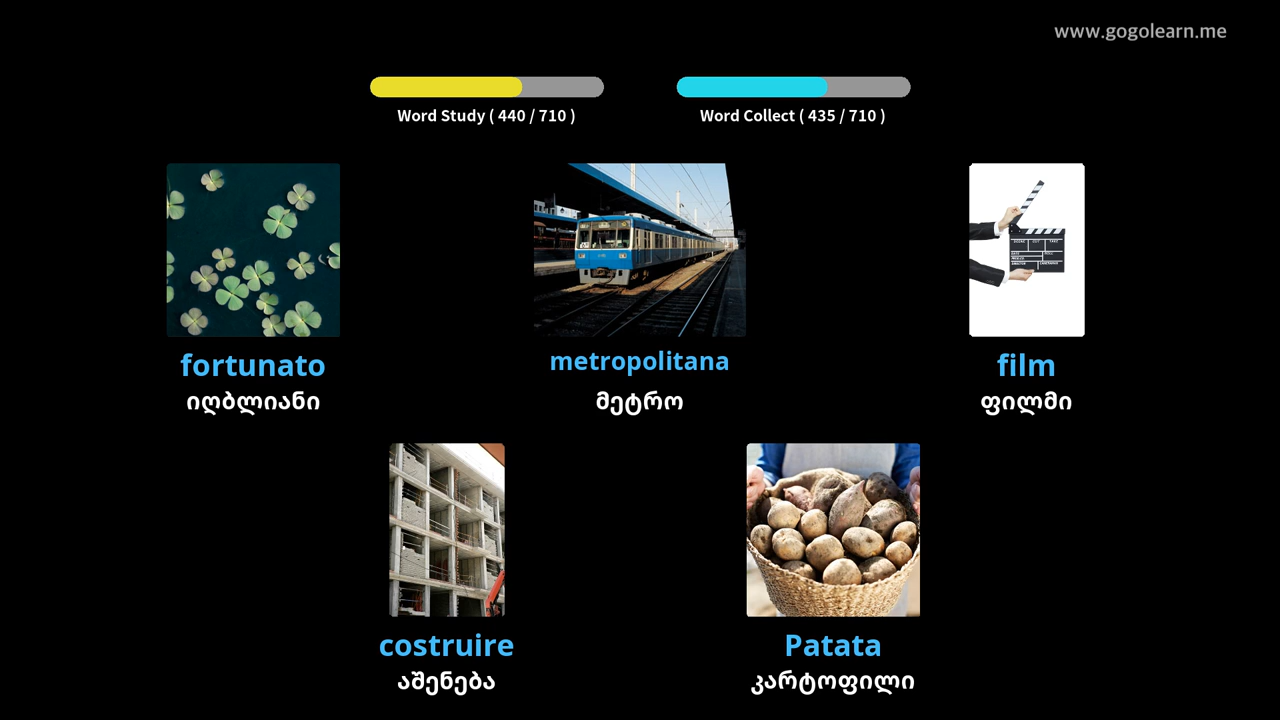 www.gogolearn.me
Word Study ( 440 / 710 )
Word Collect ( 435 / 710 )
fortunato
იღბლიანი
metropolitana
მეტრო
film
ფილმი
costruire
აშენება
Patata
კარტოფილი